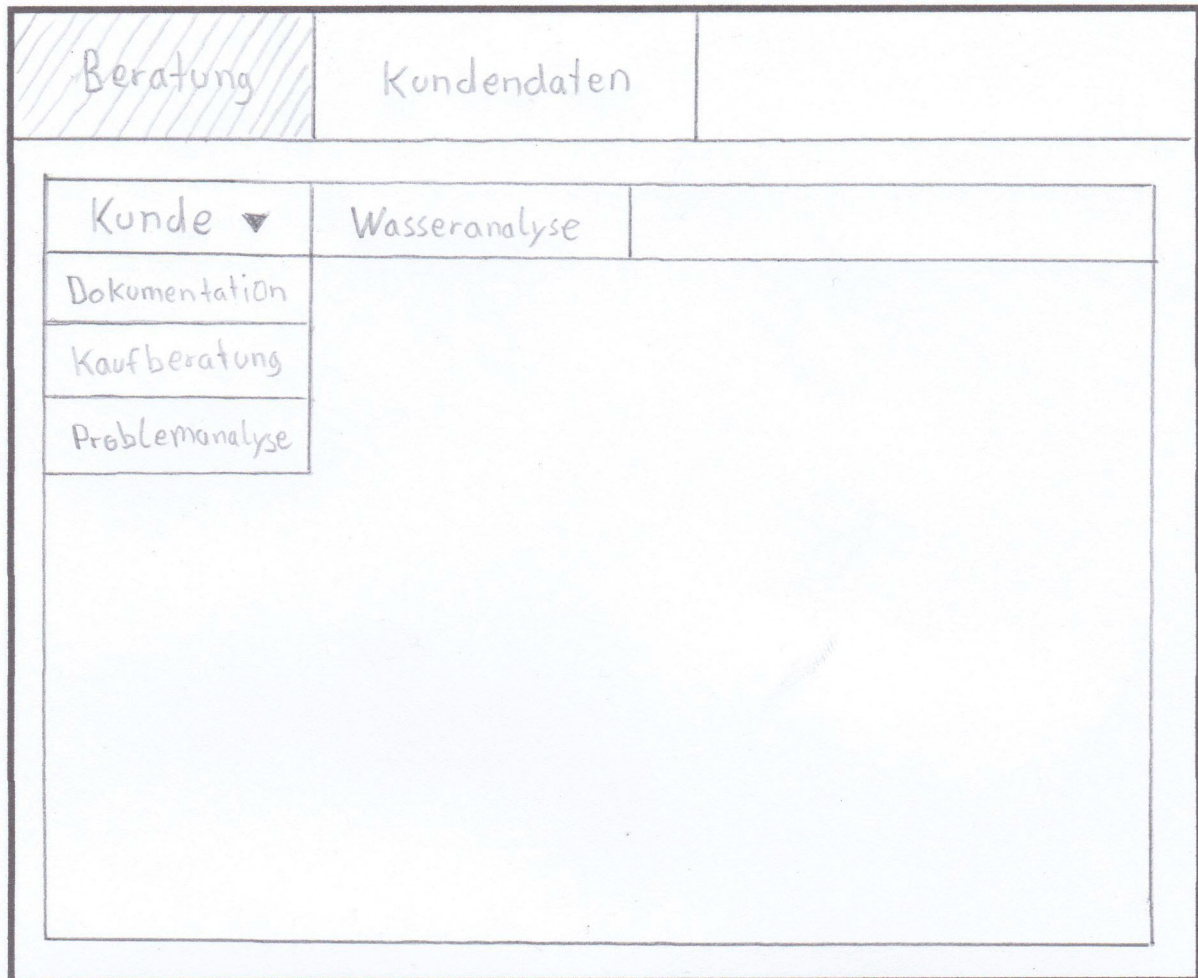 Beratung Kundendaten
Kunde Wasseranalyse
Dokumentation
Kaufberatung
Problemanalyse